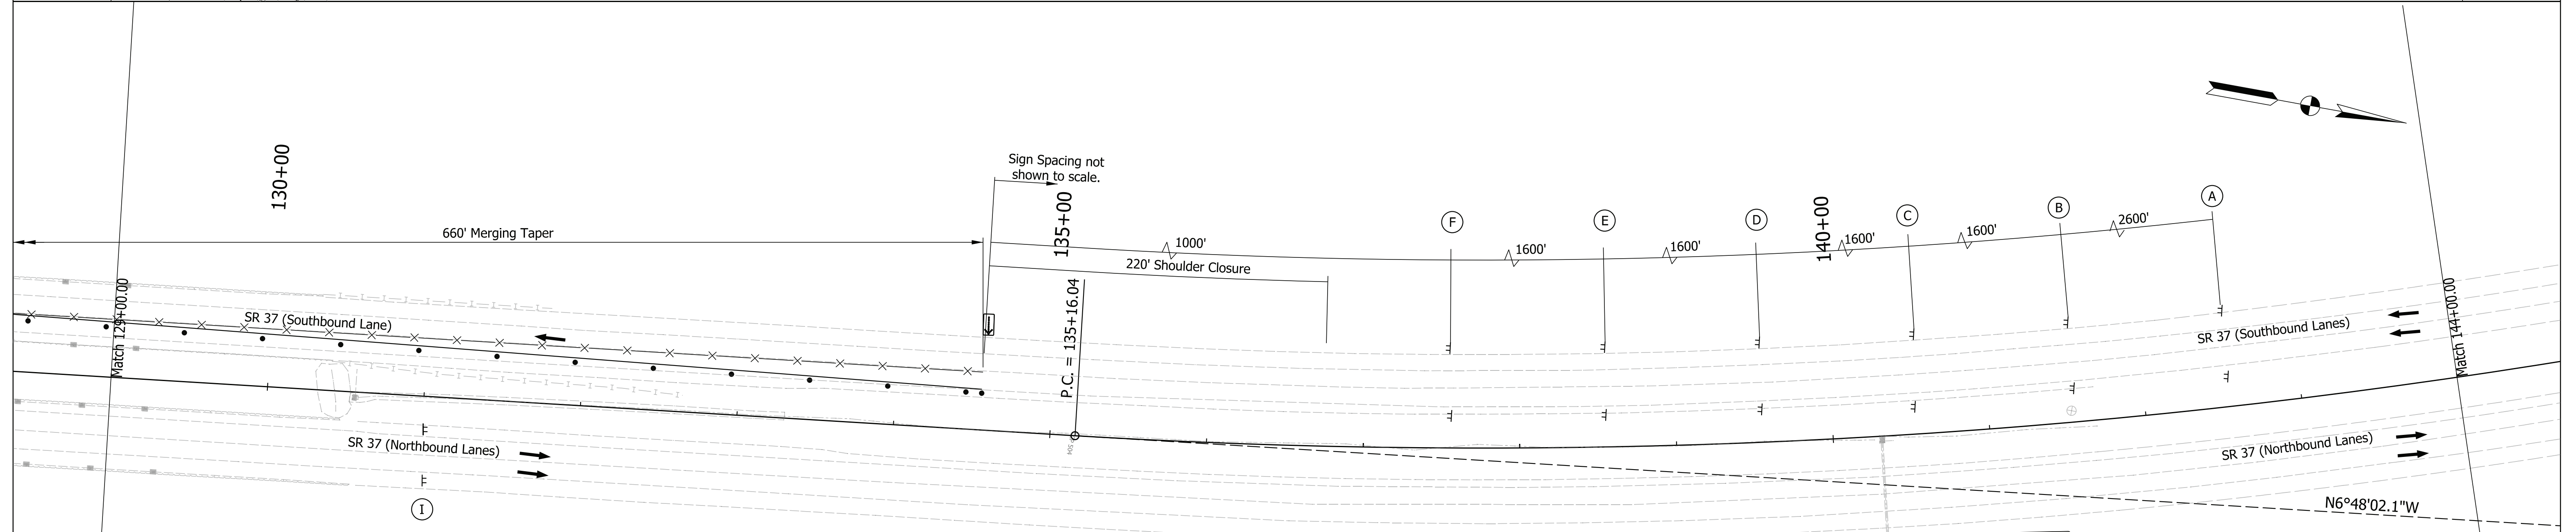 130+00
Sign Spacing not
shown to scale.
135+00
140+00
F
E
D
C
B
A
660' Merging Taper
1000'
1600'
1600'
1600'
1600'
2600'
220' Shoulder Closure
Match 129+00.00
SR 37 (Southbound Lane)
P.C. = 135+16.04
SR 37 (Southbound Lanes)
Match 144+00.00
SR 37 (Northbound Lanes)
SR 37 (Northbound Lanes)
I
N6°48'02.1"W